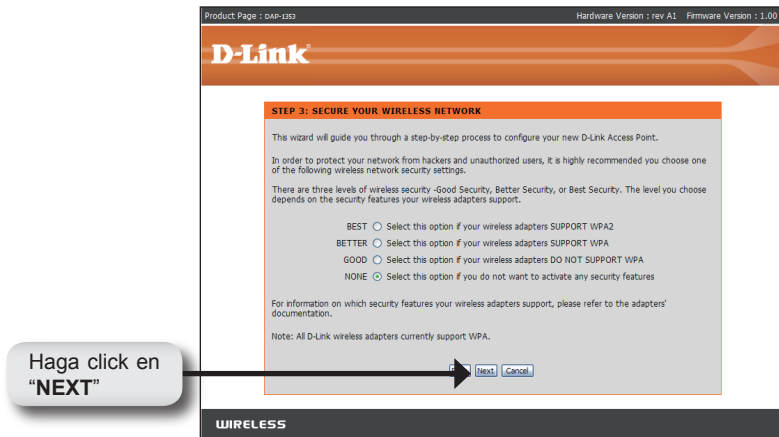 Product Page : DAP-1353 Hardware Version : rev A1 Firmware Version : 1.00
D-Link
STEP 3: SECURE YOUR WIRELESS NETWORK
This wizard will guide you through a step-by-step process to configure your new D-Link Access Point.
In order to protect your network from hackers and unauthorized users, it is highly recommended you choose one
of the following wireless network security settings.
There are three levels of wireless security -Good Security, Better Security, or Best Security. The level you choose
depends on the security features your wireless adapters support.
BEST Select this option if your wireless adapters SUPPORT WPA2
BETTER Select this option if your wireless adapters SUPPORT WPA
GOOD Select this option if your wireless adapters DO NOT SUPPORT WPA
NONE Select this option if you do not want to activate any security features
For information on which security features your wireless adapters support, please refer to the adapters'
documentation.
Note: All D-Link wireless adapters currently support WPA.
Next Cancel
Haga click en
“NEXT”
WIRELESS